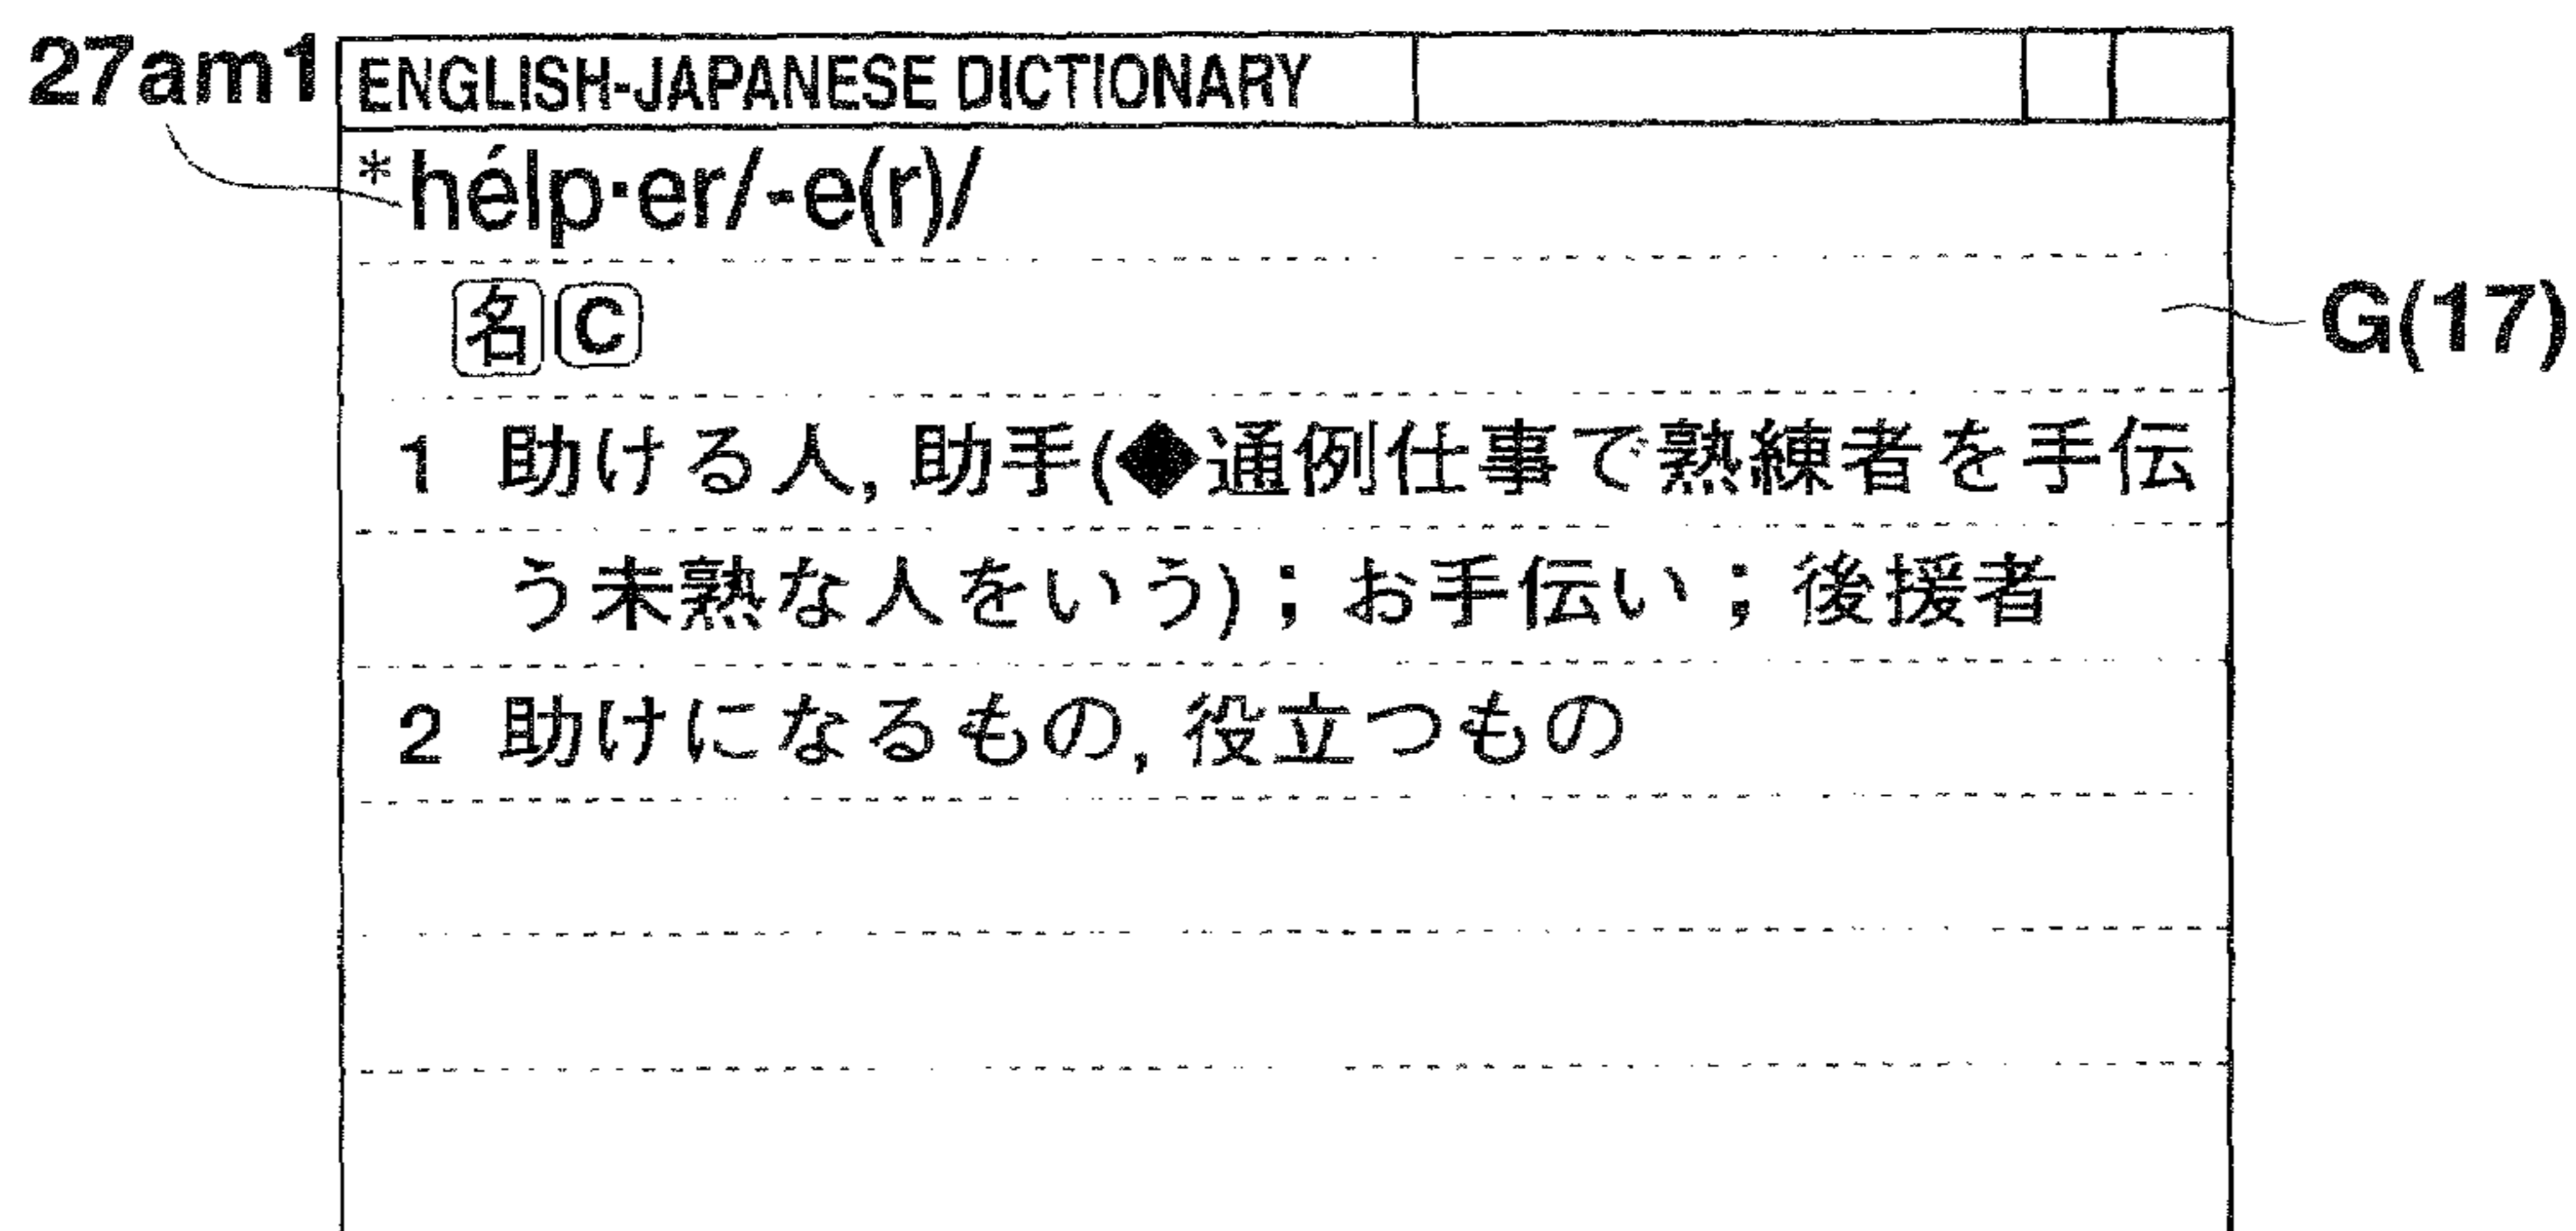 27am1
ENGLISH-JAPANESE DICTIONARY
*hélp·er/-e(r)/
名 C
G(17)
1 助ける人, 助手(◆通例仕事で熟練者を手伝
う未熟な人をいう); お手伝い; 後援者
2 助けになるもの, 役立つもの